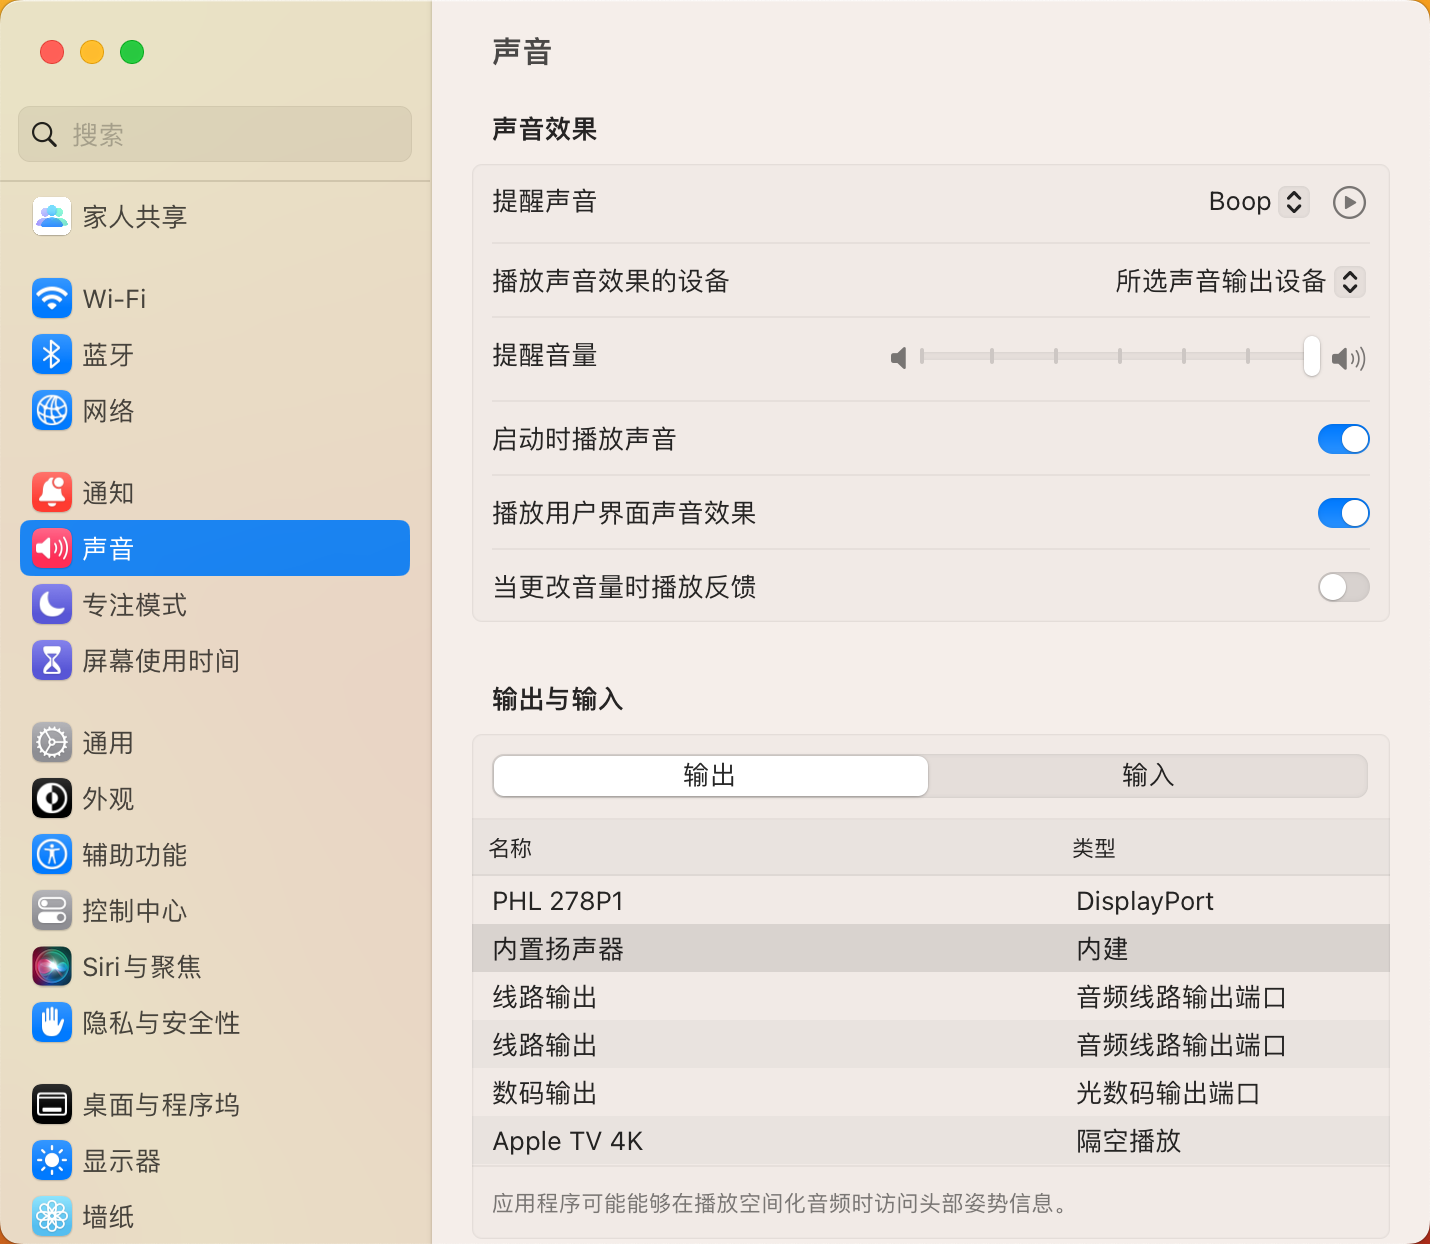 搜索
家人共享
Wi-Fi
蓝牙
网络
通知
声音
专注模式
屏幕使用时间
通用
外观
辅助功能
控制中心
Siri与聚焦
隐私与安全性
桌面与程序坞
显示器
墙纸
声音
声音效果
提醒声音 Boop
播放声音效果的设备 所选声音输出设备
提醒音量
启动时播放声音
播放用户界面声音效果
当更改音量时播放反馈
输出与输入
输出 输入
名称 类型
PHL 278P1 DisplayPort
内置扬声器 内建
线路输出 音频线路输出端口
线路输出 音频线路输出端口
数码输出 光数码输出端口
Apple TV 4K 隔空播放
应用程序可能能够在播放空间化音频时访问头部姿势信息。